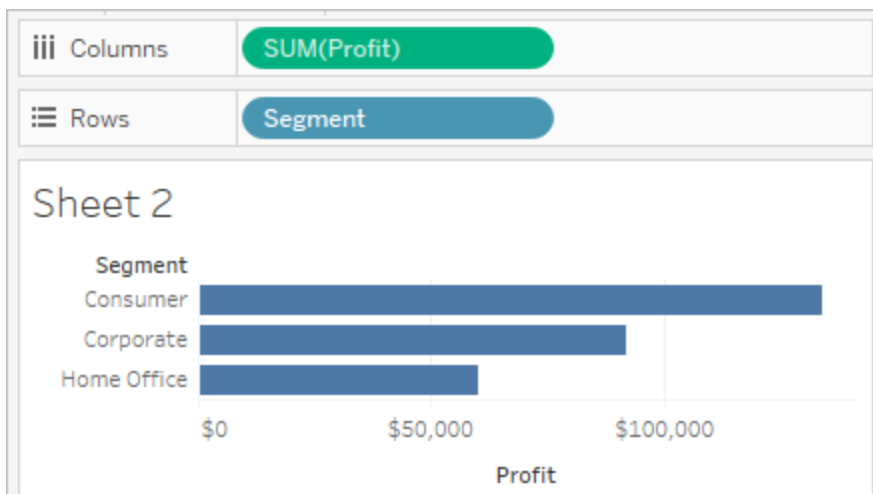 Columns SUM(Profit)
Rows Segment
Sheet 2
Segment
Consumer
Corporate
Home Office
$0 $50,000 $100,000
Profit